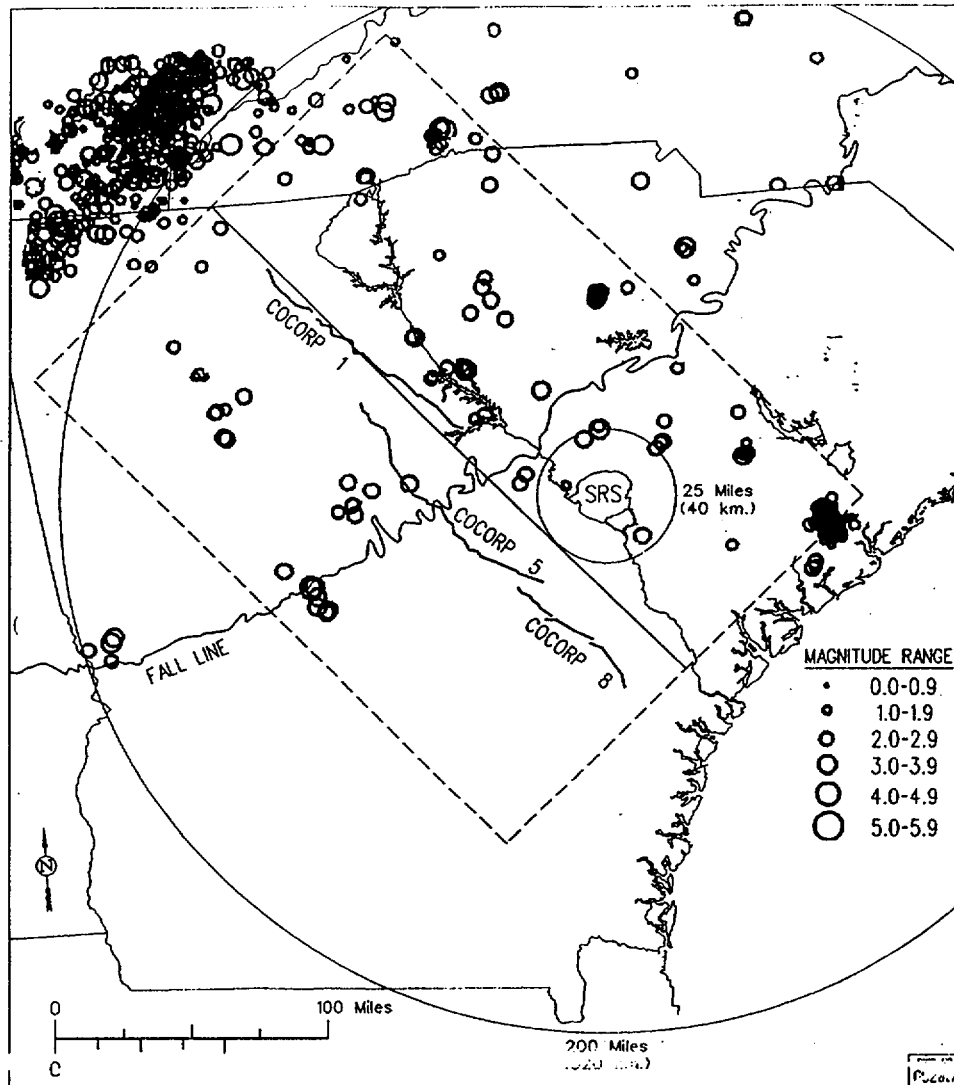 COCORP 1
SRS
25 Miles
(40 km.)
COCORP 5
COCORP 8
FALL LINE
MAGNITUDE RANGE
0.0-0.9
1.0-1.9
2.0-2.9
3.0-3.9
4.0-4.9
5.0-5.9
N
0 100 Miles
0
200 Miles